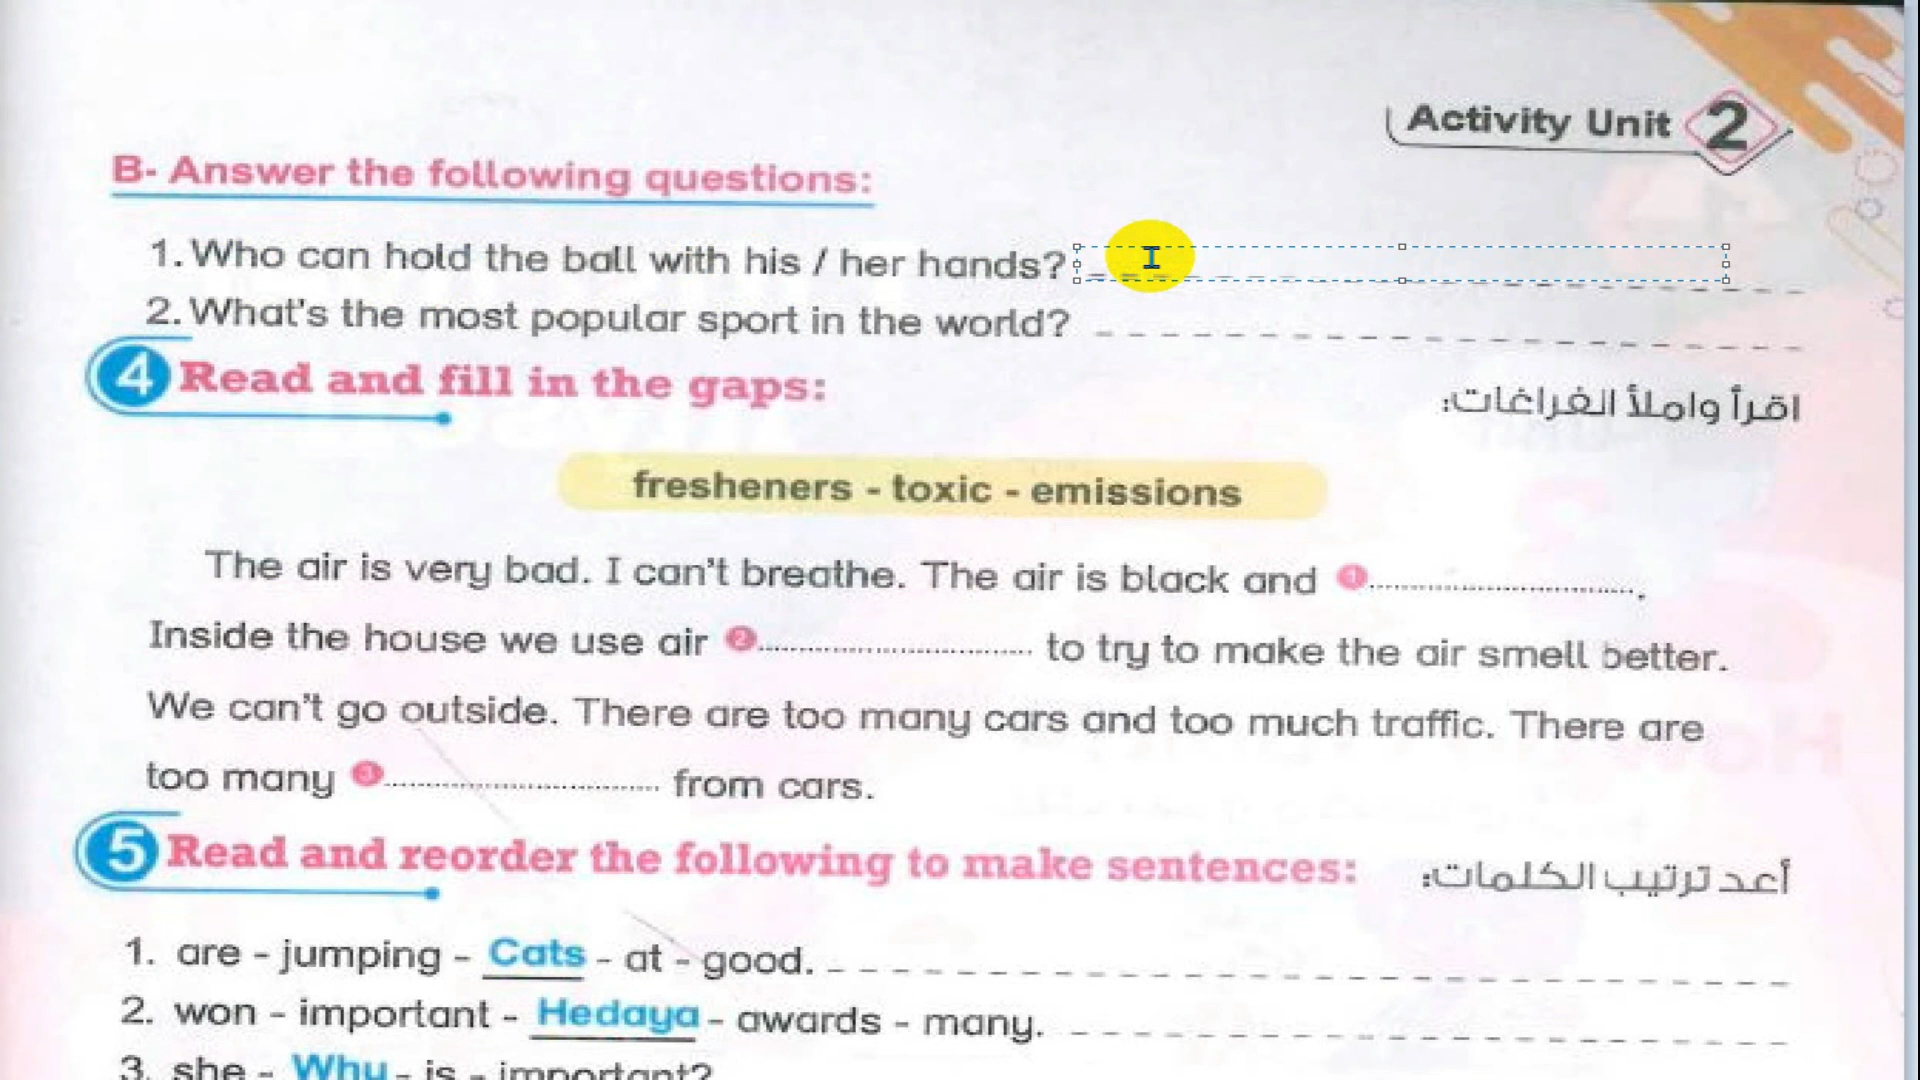 Activity Unit 2
B- Answer the following questions:
1. Who can hold the ball with his / her hands?
2. What's the most popular sport in the world?
4 Read and fill in the gaps:
اقرأ واملأ الفراغات:
fresheners - toxic - emissions
The air is very bad. I can't breathe. The air is black and 1 .
Inside the house we use air 2 to try to make the air smell better.
We can't go outside. There are too many cars and too much traffic. There are
too many 3 from cars.
5 Read and reorder the following to make sentences:
أعد ترتيب الكلمات:
1. are - jumping - Cats - at - good.
2. won - important - Hedaya - awards - many.
3. she - Why - is - important?